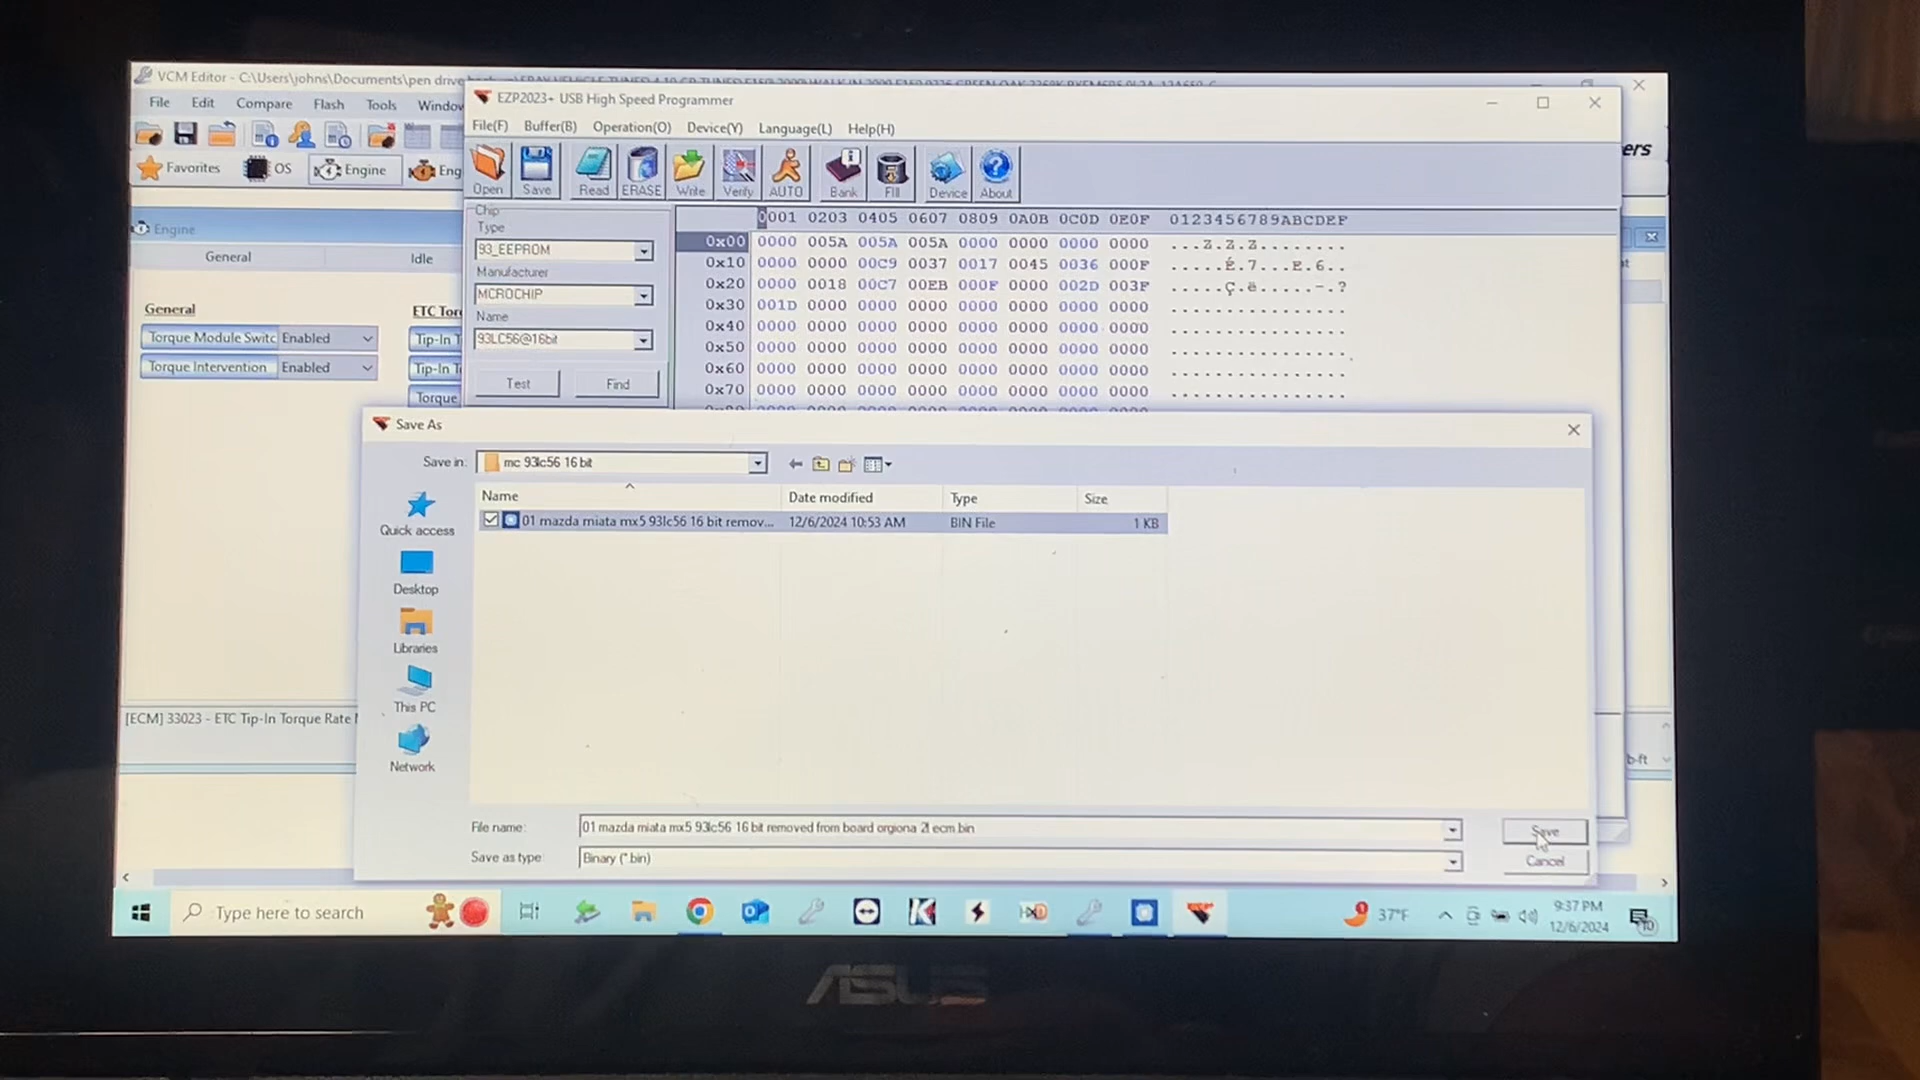 VCM Editor - C:\Users\johns\Documents\pen drive
File Edit Compare Flash Tools Window
Favorites OS Engine Eng
Engine
General Idle
General ETC Torq
Torque Module Switc Enabled Tip-In T
Torque Intervention Enabled Tip-In T
Torque
[ECM] 33023 - ETC Tip-In Torque Rate
ers
b-ft
EZP2023+ USB High Speed Programmer
File(F) Buffer(B) Operation(O) Device(Y) Language(L) Help(H)
Open Save Read ERASE Write Verify AUTO Bank Fill Device About
Chip
Type
93_EEPROM
Manufacturer
MCROCHIP
Name
93LC56@16bit
Test Find
0001 0203 0405 0607 0809 0A0B 0C0D 0E0F 0123456789ABCDEF
0x00 0000 005A 005A 005A 0000 0000 0000 0000 ...Z.Z.Z........
0x10 0000 0000 00C9 0037 0017 0045 0036 000F .....É.7...E.6..
0x20 0000 0018 00C7 00EB 000F 0000 002D 003F .....Ç.ë.....-.?
0x30 001D 0000 0000 0000 0000 0000 0000 0000 ................
0x40 0000 0000 0000 0000 0000 0000 0000 0000 ................
0x50 0000 0000 0000 0000 0000 0000 0000 0000 ................
0x60 0000 0000 0000 0000 0000 0000 0000 0000 ................
0x70 0000 0000 0000 0000 0000 0000 0000 0000 ................
Save As
Save in: mc 93lc56 16 bit
Name Date modified Type Size
01 mazda miata mx5 93lc56 16 bit remov... 12/6/2024 10:53 AM BIN File 1 KB
Quick access
Desktop
Libraries
This PC
Network
File name: 01 mazda miata mx5 93lc56 16 bit removed from board orgiona 2l ecm bin Save
Save as type: Binary (*.bin) Cancel
Type here to search 37°F 9:37 PM
12/6/2024
10
ASUS